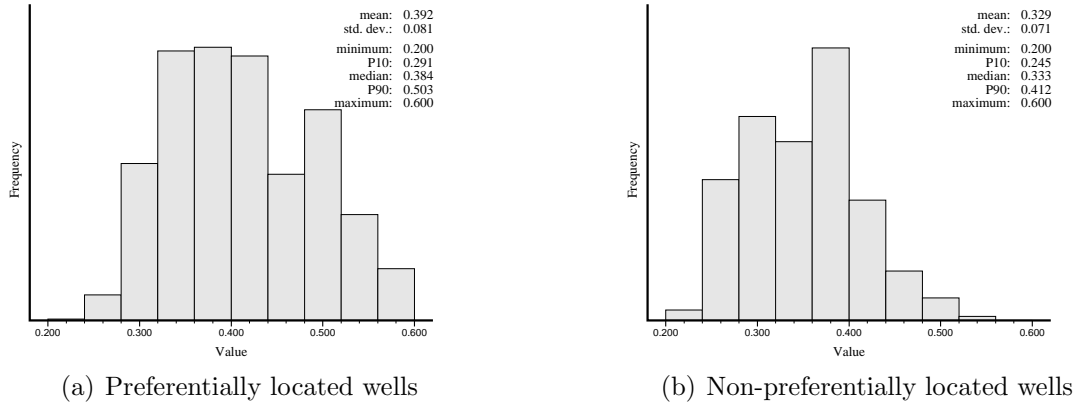 mean: 0.392
std. dev.: 0.081
minimum: 0.200
P10: 0.291
median: 0.384
P90: 0.503
maximum: 0.600
Frequency
0.200 0.300 0.400 0.500 0.600
Value
(a) Preferentially located wells
mean: 0.329
std. dev.: 0.071
minimum: 0.200
P10: 0.245
median: 0.333
P90: 0.412
maximum: 0.600
Frequency
0.200 0.300 0.400 0.500 0.600
Value
(b) Non-preferentially located wells